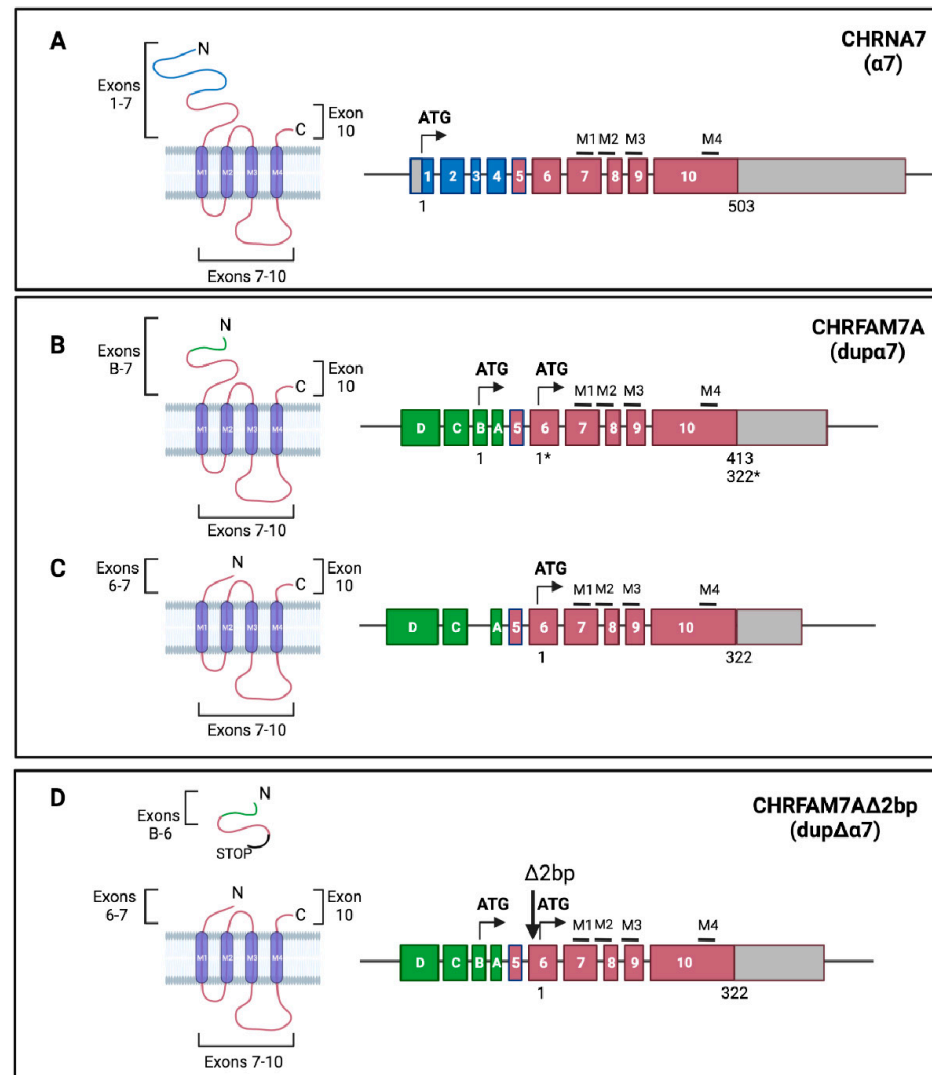 A
CHRNA7
(α7)
N
Exons
1-7
Exon
10
C
M1 M2 M3 M4
Exons 7-10
ATG
M1 M2 M3 M4
1 2 3 4 5 6 7 8 9 10
1 503
B
CHRFAM7A
(dupα7)
N
Exons
B-7
Exon
10
C
M1 M2 M3 M4
Exons 7-10
ATG ATG
M1 M2 M3 M4
D C B A 5 6 7 8 9 10
1 1* 413
322*
C
N
Exons
6-7
Exon
10
C
M1 M2 M3 M4
Exons 7-10
ATG
M1 M2 M3 M4
D C A 5 6 7 8 9 10
1 322
D
CHRFAM7AΔ2bp
(dupΔα7)
N
Exons
B-6
STOP
N
Exons
6-7
Exon
10
C
M1 M2 M3 M4
Exons 7-10
Δ2bp
ATG ATG
M1 M2 M3 M4
D C B A 5 6 7 8 9 10
1 322